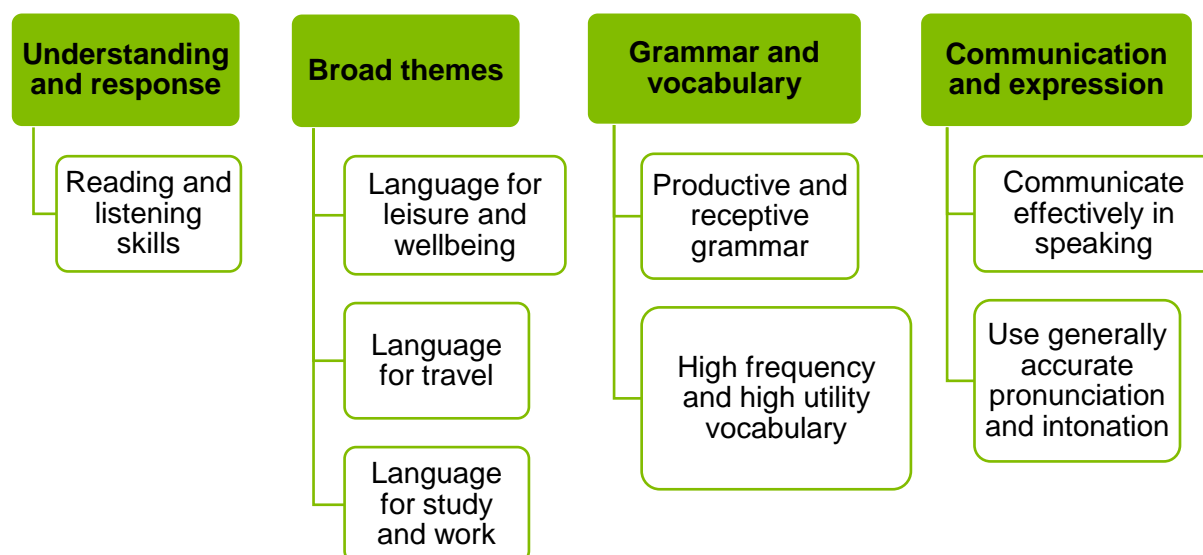 Understanding
and response
Reading and
listening
skills
Broad themes
Language for
leisure and
wellbeing
Language
for travel
Language
for study
and work
Grammar and
vocabulary
Productive and
receptive
grammar
High frequency
and high utility
vocabulary
Communication
and expression
Communicate
effectively in
speaking
Use generally
accurate
pronunciation
and intonation